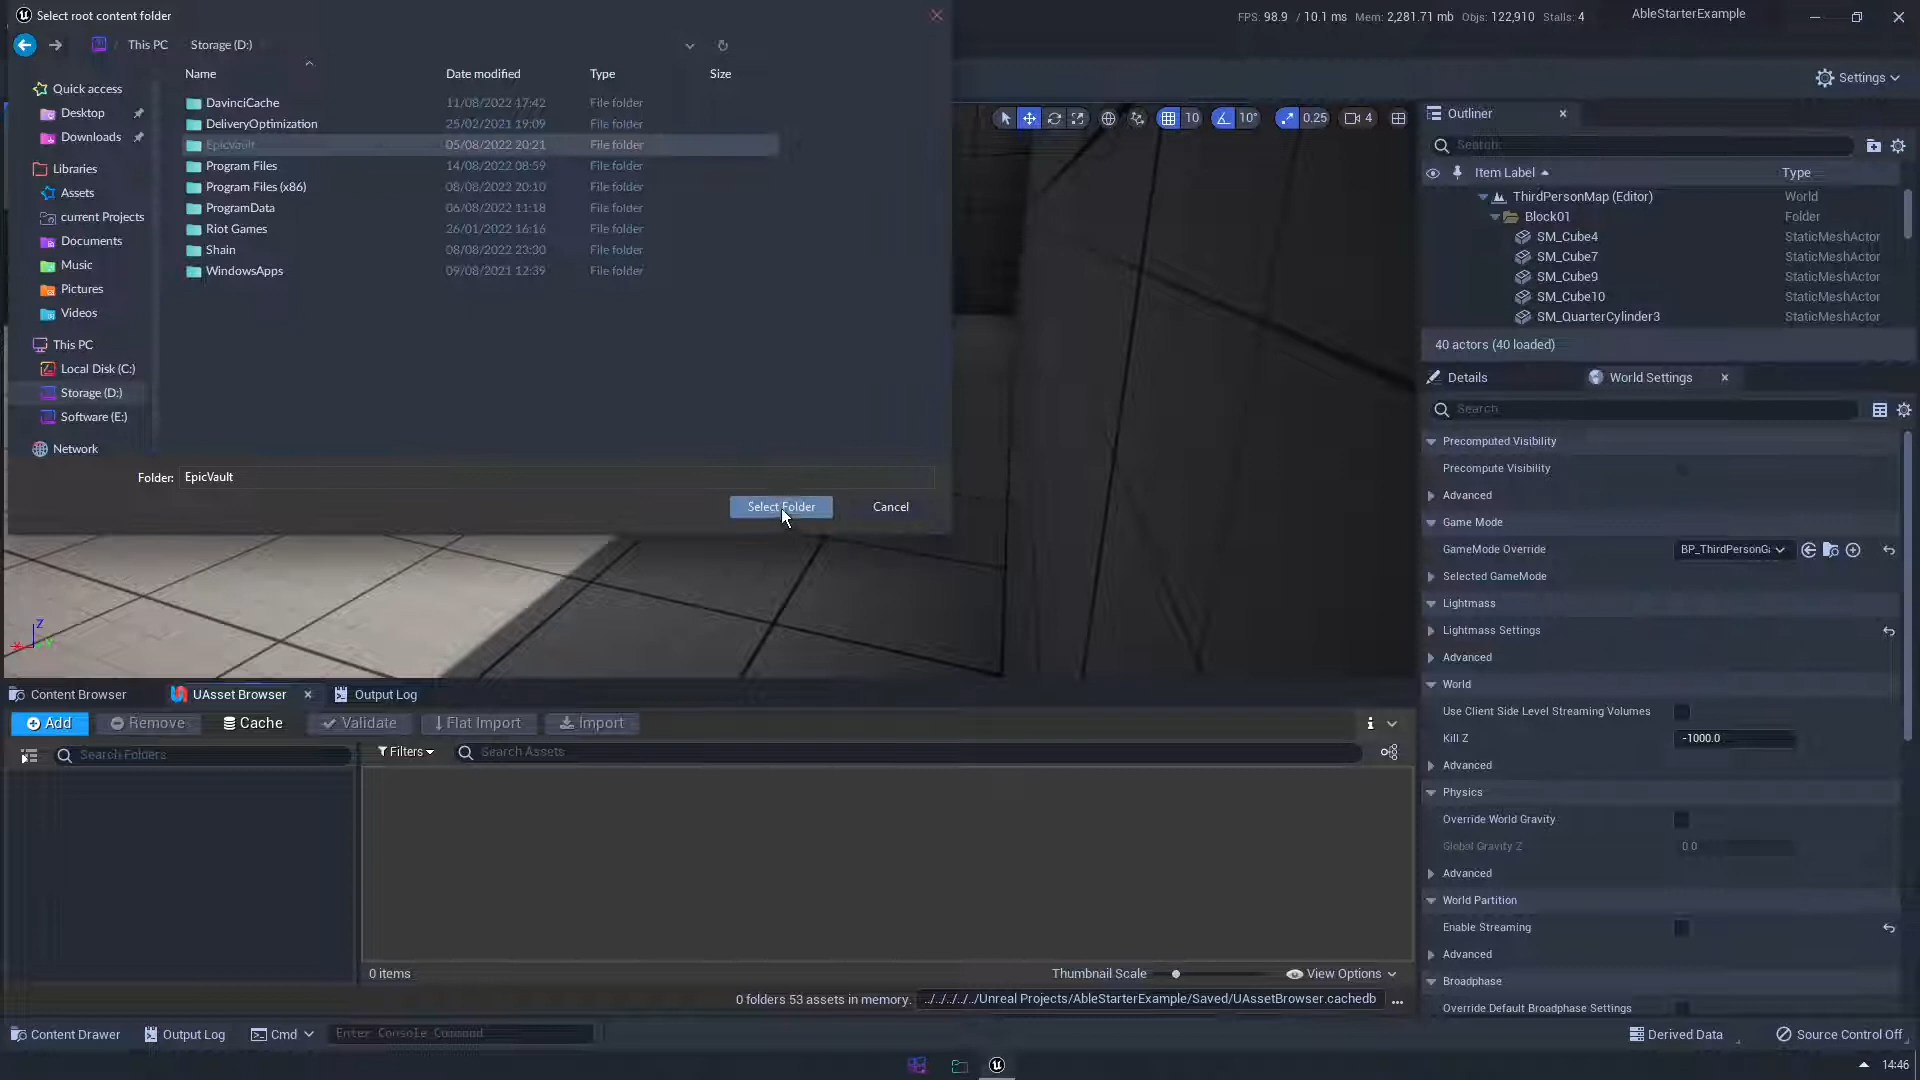 Select root content folder
FPS: 98.9 / 10.1 ms Mem: 2,281.71 mb Objs: 122,910 Stalls: 4
AbleStarterExample
This PC
Storage (D:)
Settings
Name
Date modified
Type
Size
Quick access
Desktop
Downloads
Libraries
Assets
current Projects
Documents
Music
Pictures
Videos
This PC
Local Disk (C:)
Storage (D:)
Software (E:)
Network
DavinciCache 11/08/2022 17:42 File folder
DeliveryOptimization 25/02/2021 19:09 File folder
EpicVault 05/08/2022 20:21 File folder
Program Files 14/08/2022 08:59 File folder
Program Files (x86) 08/08/2022 20:10 File folder
ProgramData 06/08/2022 11:18 File folder
Riot Games 26/01/2022 16:16 File folder
Shain 08/08/2022 23:30 File folder
WindowsApps 09/08/2021 12:39 File folder
Folder: EpicVault
Select Folder
Cancel
10
10°
0.25
4
Outliner
Search
Item Label
Type
ThirdPersonMap (Editor) World
Block01 Folder
SM_Cube4 StaticMeshActor
SM_Cube7 StaticMeshActor
SM_Cube9 StaticMeshActor
SM_Cube10 StaticMeshActor
SM_QuarterCylinder3 StaticMeshActor
40 actors (40 loaded)
Details
World Settings
Search
Precomputed Visibility
Precompute Visibility
Advanced
Game Mode
GameMode Override BP_ThirdPersonGa
Selected GameMode
Lightmass
Lightmass Settings
Advanced
World
Use Client Side Level Streaming Volumes
Kill Z -1000.0
Advanced
Physics
Override World Gravity
Global Gravity Z 0.0
Advanced
World Partition
Enable Streaming
Advanced
Broadphase
Override Default Broadphase Settings
Z
Content Browser
UAsset Browser
Output Log
Add
Remove
Cache
Validate
Flat Import
Import
Search Folders
Filters
Search Assets
0 items
Thumbnail Scale
View Options
0 folders 53 assets in memory.
../../../../../Unreal Projects/AbleStarterExample/Saved/UAssetBrowser.cachedb
...
Content Drawer
Output Log
Cmd
Enter Console Command
Derived Data
Source Control Off
14:46